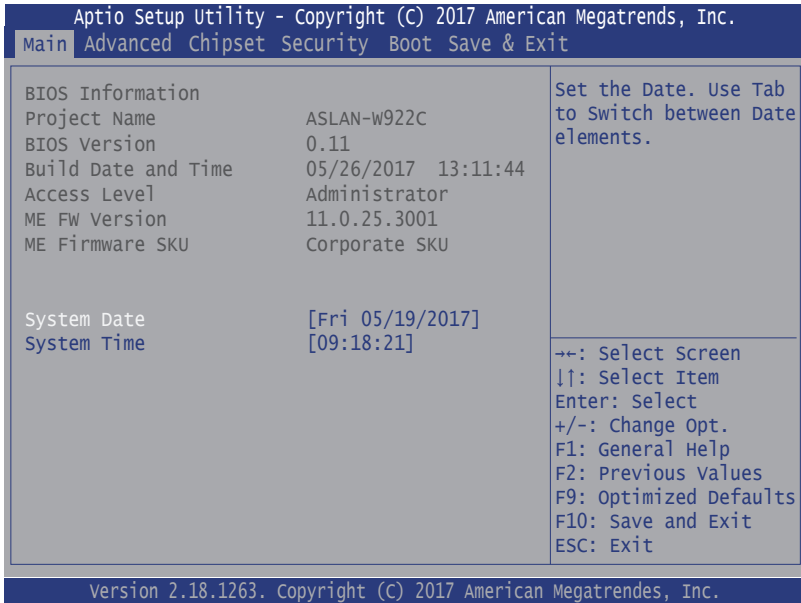 Aptio Setup Utility - Copyright (C) 2017 American Megatrends, Inc.
Main Advanced Chipset Security Boot Save & Exit
BIOS Information
Project Name ASLAN-W922C
BIOS Version 0.11
Build Date and Time 05/26/2017 13:11:44
Access Level Administrator
ME FW Version 11.0.25.3001
ME Firmware SKU Corporate SKU
System Date [Fri 05/19/2017]
System Time [09:18:21]
Set the Date. Use Tab
to Switch between Date
elements.
→←: Select Screen
↓↑: Select Item
Enter: Select
+/-: Change Opt.
F1: General Help
F2: Previous Values
F9: Optimized Defaults
F10: Save and Exit
ESC: Exit
Version 2.18.1263. Copyright (C) 2017 American Megatrendes, Inc.